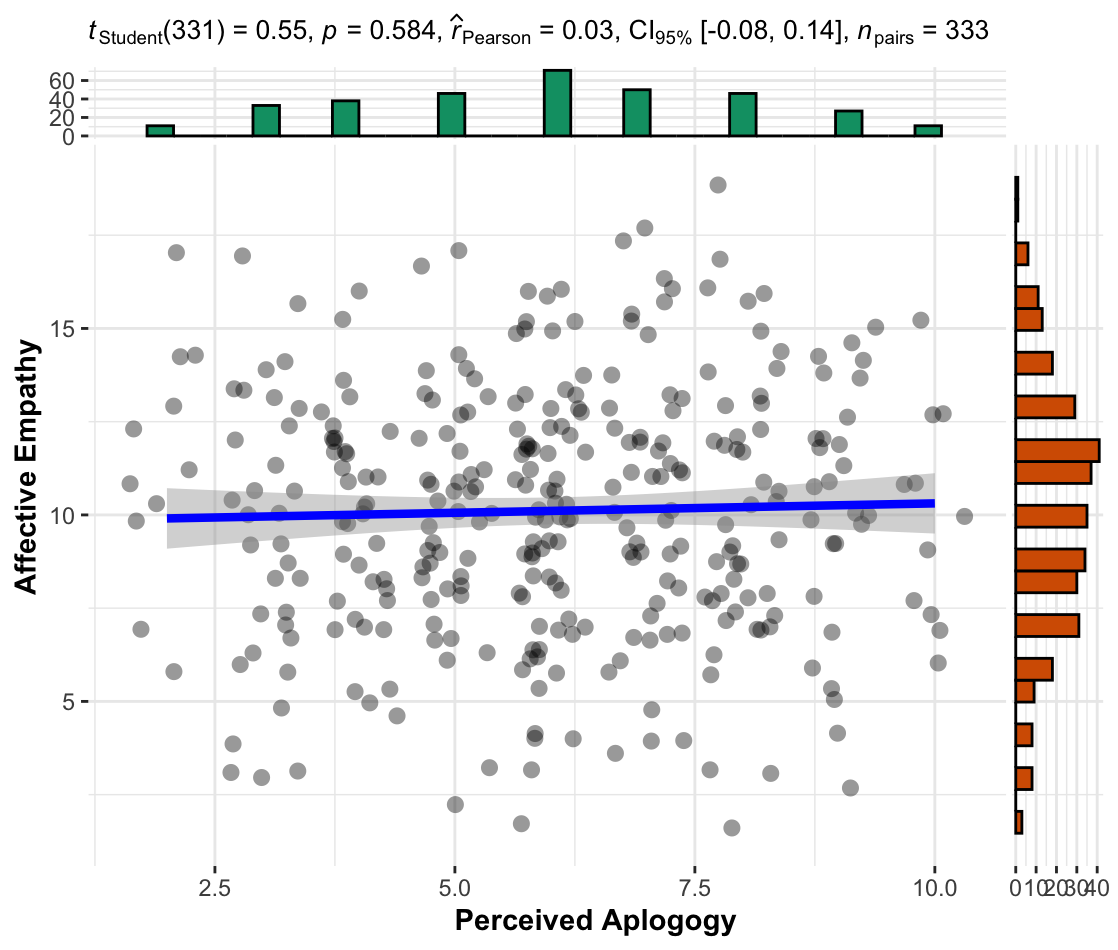 tStudent(331) = 0.55, p = 0.584, r̂Pearson = 0.03, CI95% [-0.08, 0.14], npairs = 333
60
40
20
0
15
10
5
Affective Empathy
2.5 5.0 7.5 10.0
0 10 20 30 40
Perceived Aplogogy